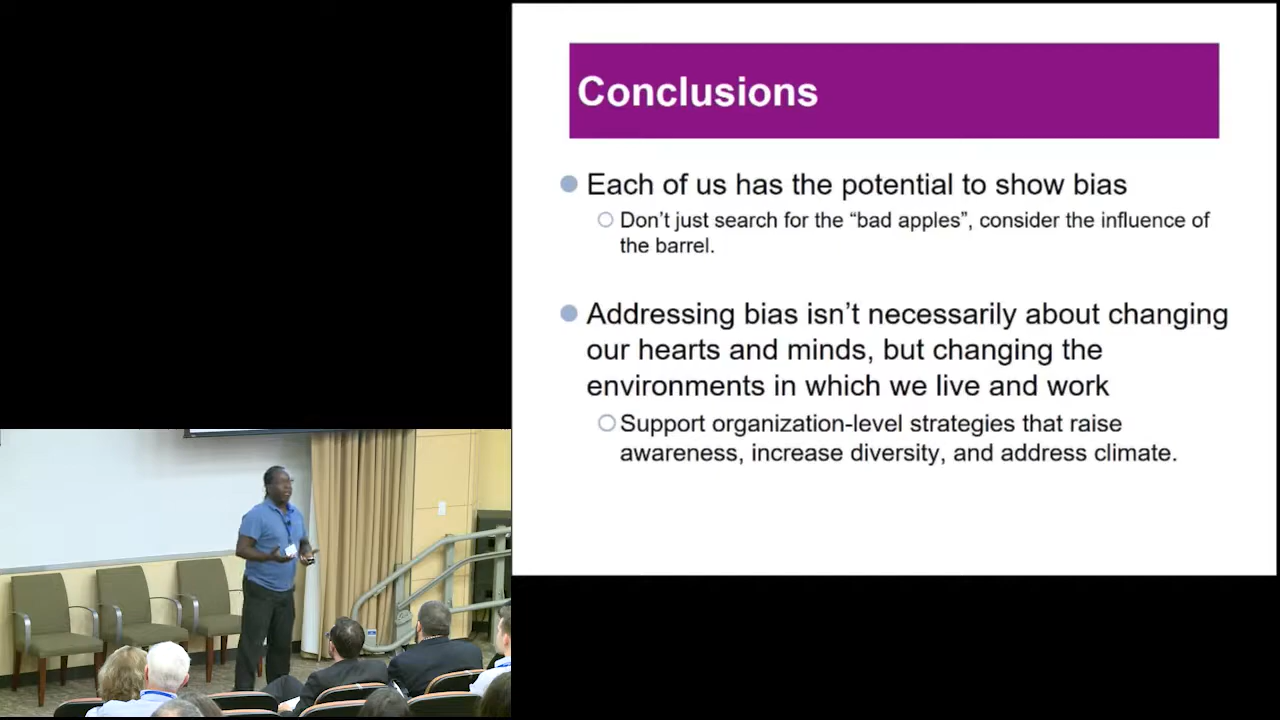 Conclusions
Each of us has the potential to show bias
Don’t just search for the “bad apples”, consider the influence of
the barrel.
Addressing bias isn’t necessarily about changing
our hearts and minds, but changing the
environments in which we live and work
Support organization-level strategies that raise
awareness, increase diversity, and address climate.